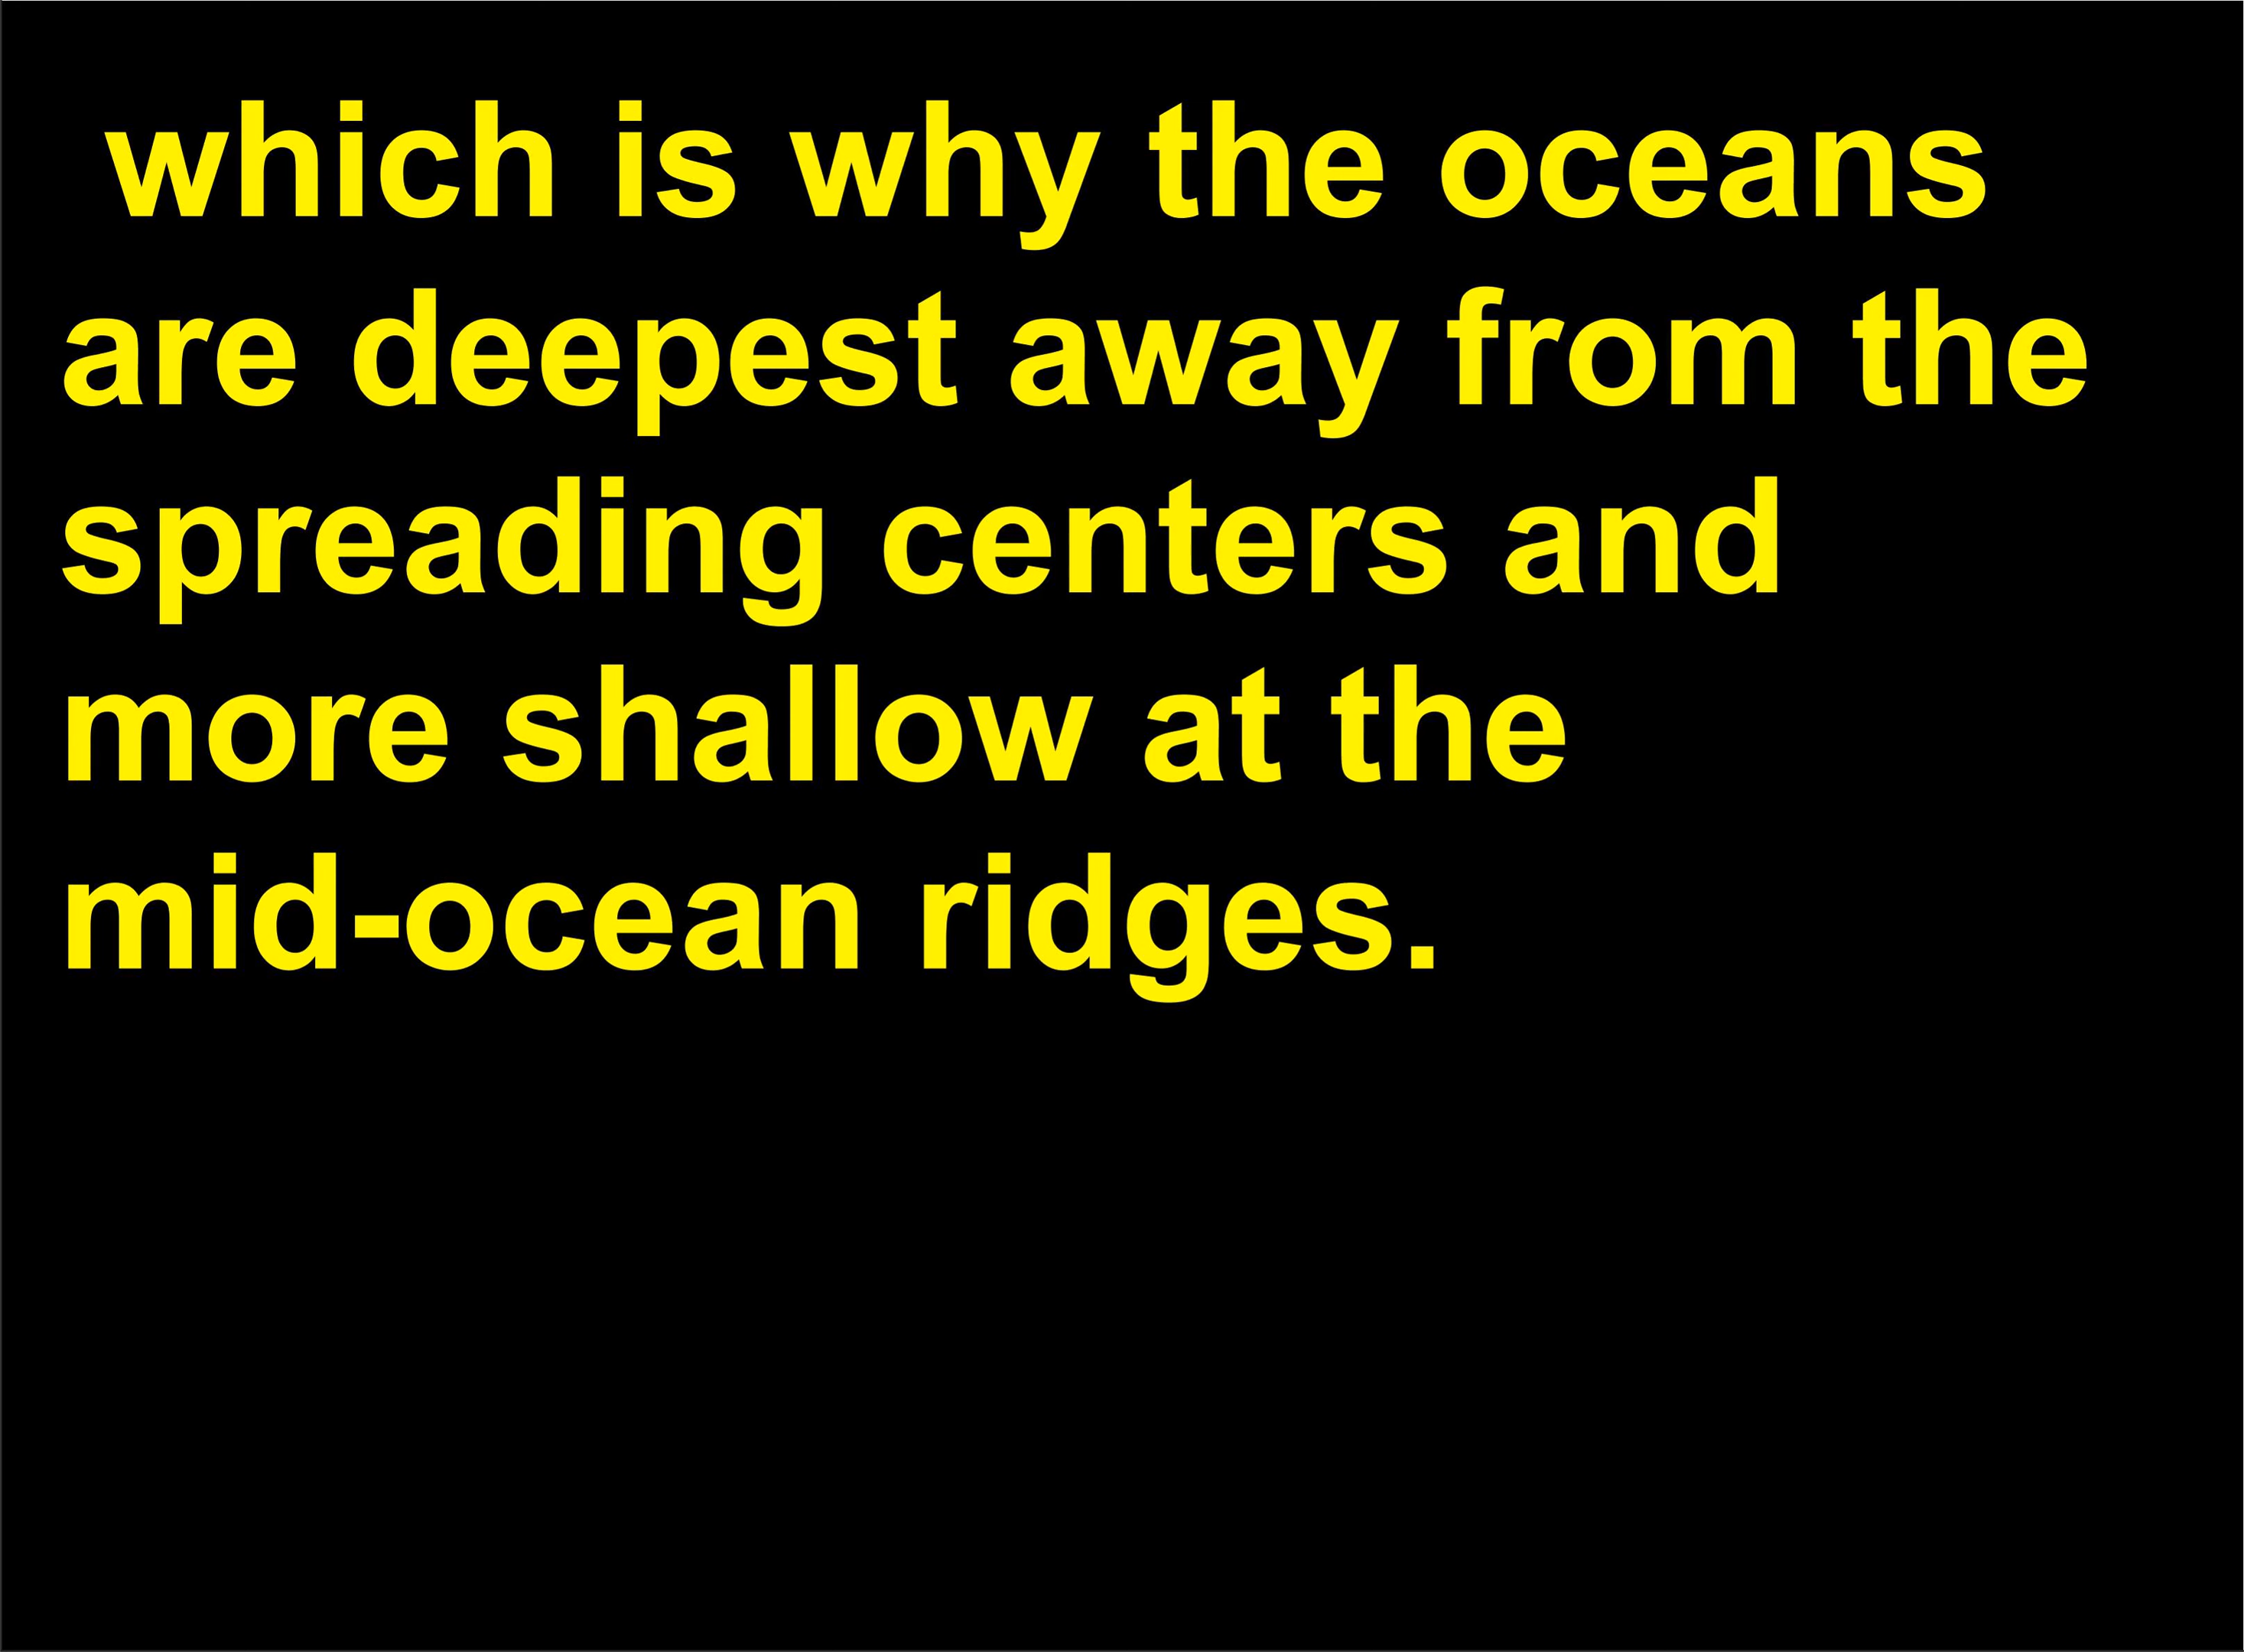 which is why the oceans
are deepest away from the
spreading centers and
more shallow at the
mid-ocean ridges.